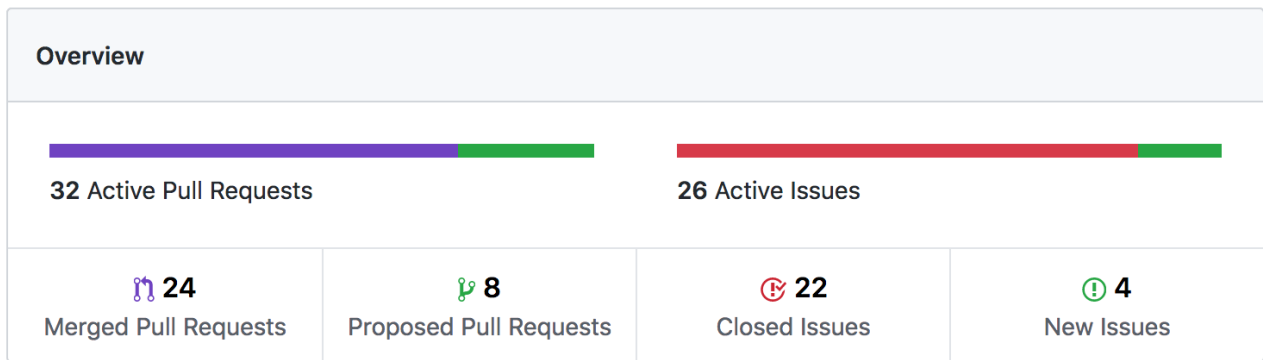 Overview
32 Active Pull Requests
26 Active Issues
24
Merged Pull Requests
8
Proposed Pull Requests
22
Closed Issues
4
New Issues